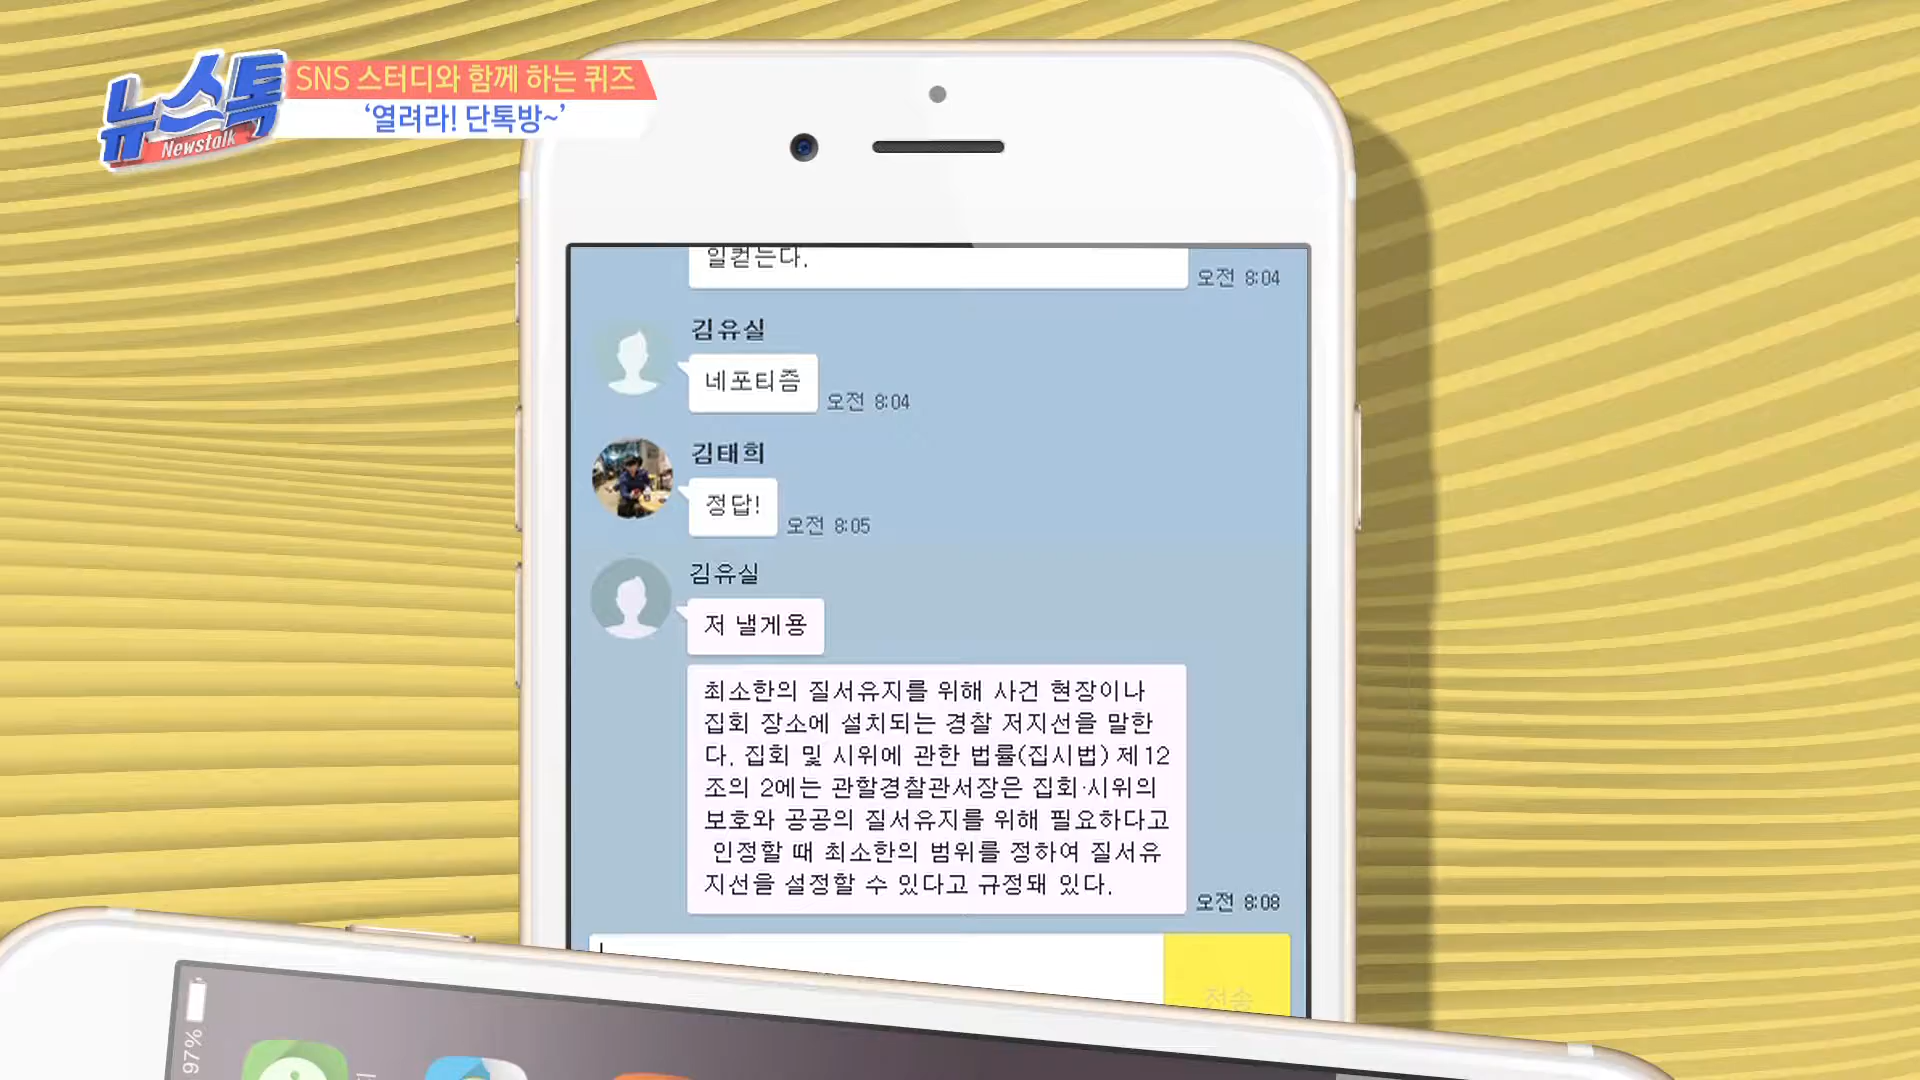 뉴스톡
Newstalk
SNS 스터디와 함께 하는 퀴즈
‘열려라! 단톡방~’
일컫는다.
오전 8:04
김유실
네포티즘
오전 8:04
김태희
정답!
오전 8:05
김유실
저 낼게용
최소한의 질서유지를 위해 사건 현장이나
집회 장소에 설치되는 경찰 저지선을 말한
다. 집회 및 시위에 관한 법률(집시법) 제12
조의 2에는 관할경찰관서장은 집회·시위의
보호와 공공의 질서유지를 위해 필요하다고
인정할 때 최소한의 범위를 정하여 질서유
지선을 설정할 수 있다고 규정돼 있다.
오전 8:08
전송
97%